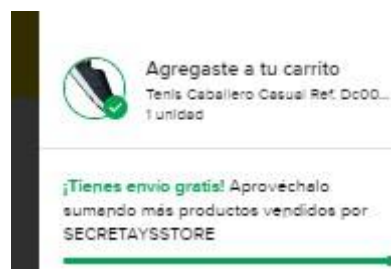 Agregaste a tu carrito
Tenis Caballero Casual Ref. Dc00...
1 unidad
¡Tienes envío gratis! Aprovéchalo
sumando más productos vendidos por
SECRETAYSSTORE